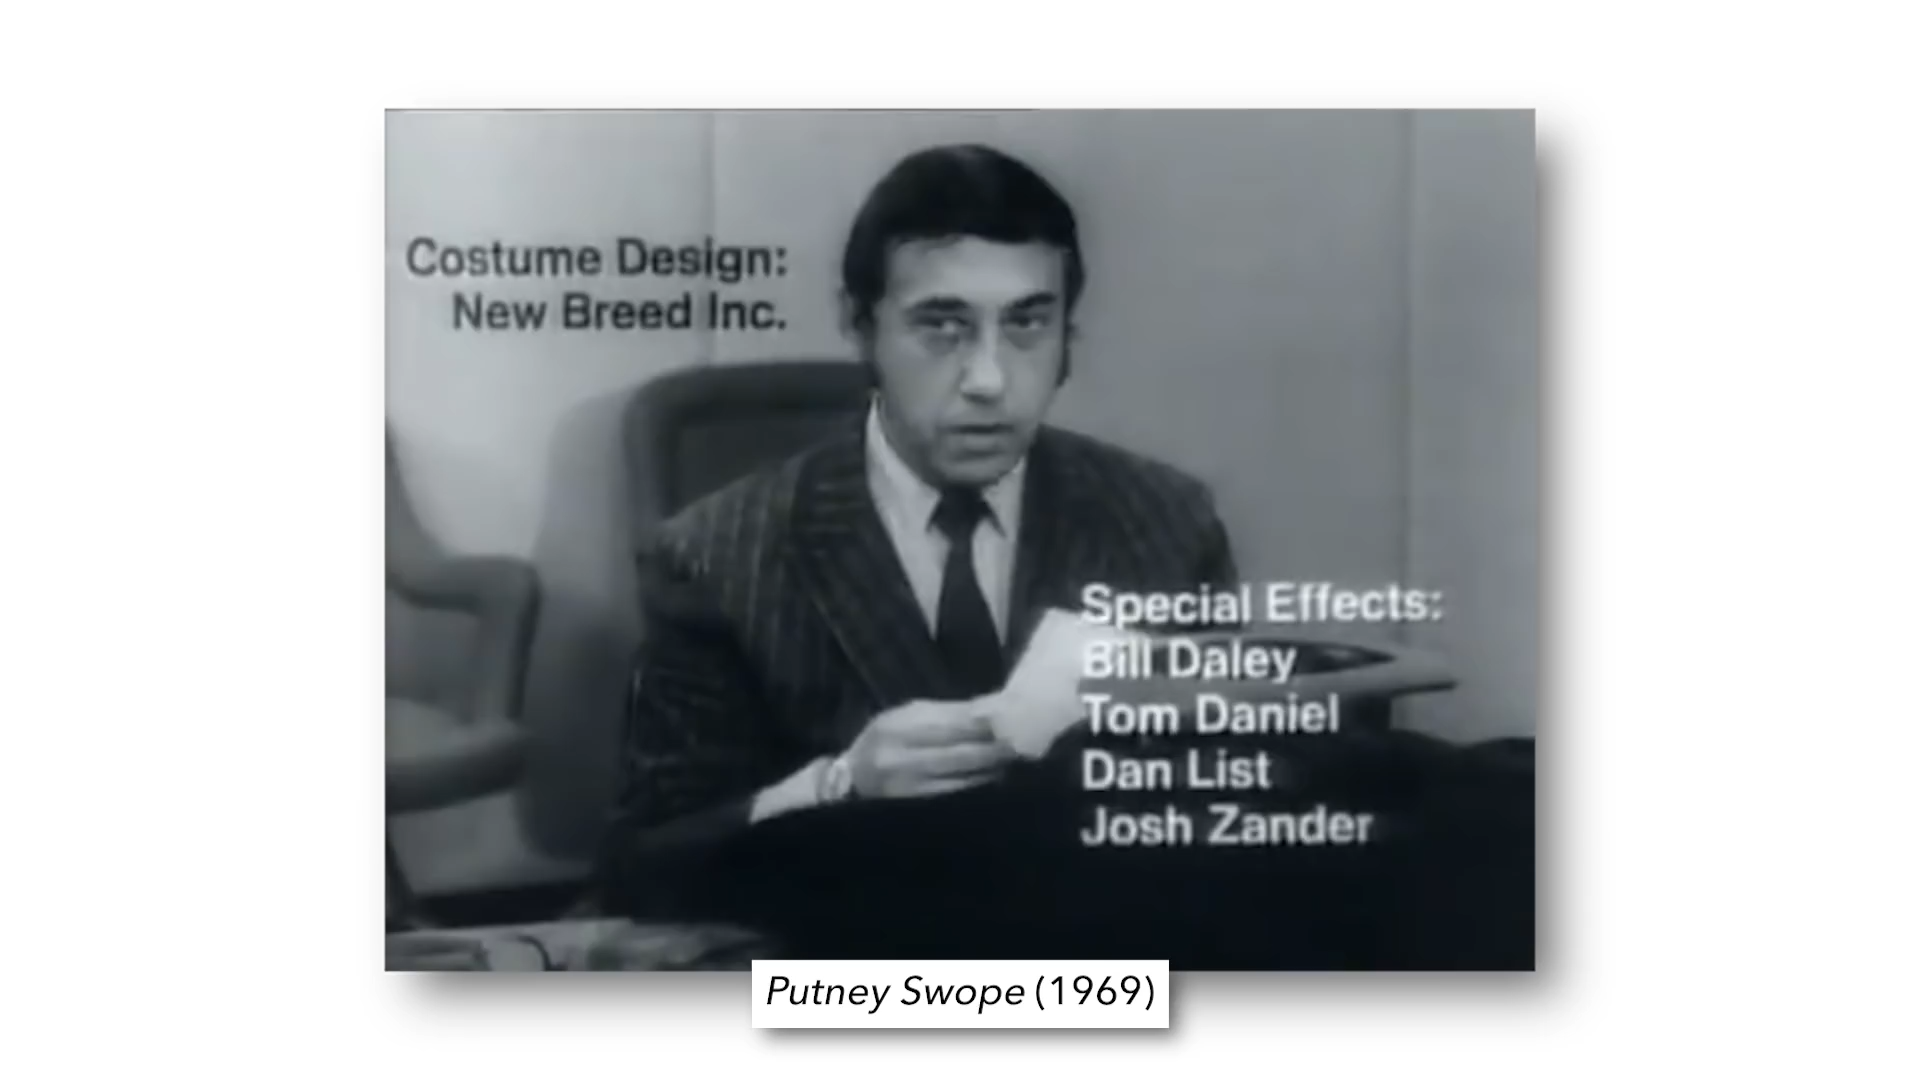 Costume Design:
New Breed Inc.
Special Effects:
Bill Daley
Tom Daniel
Dan List
Josh Zander
Putney Swope (1969)